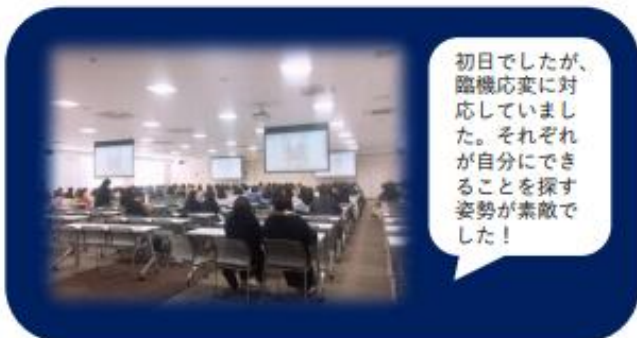 初日でしたが、
臨機応変に対
応していまし
た。それぞれ
が自分にでき
ることを探す
姿勢が素敵で
した！